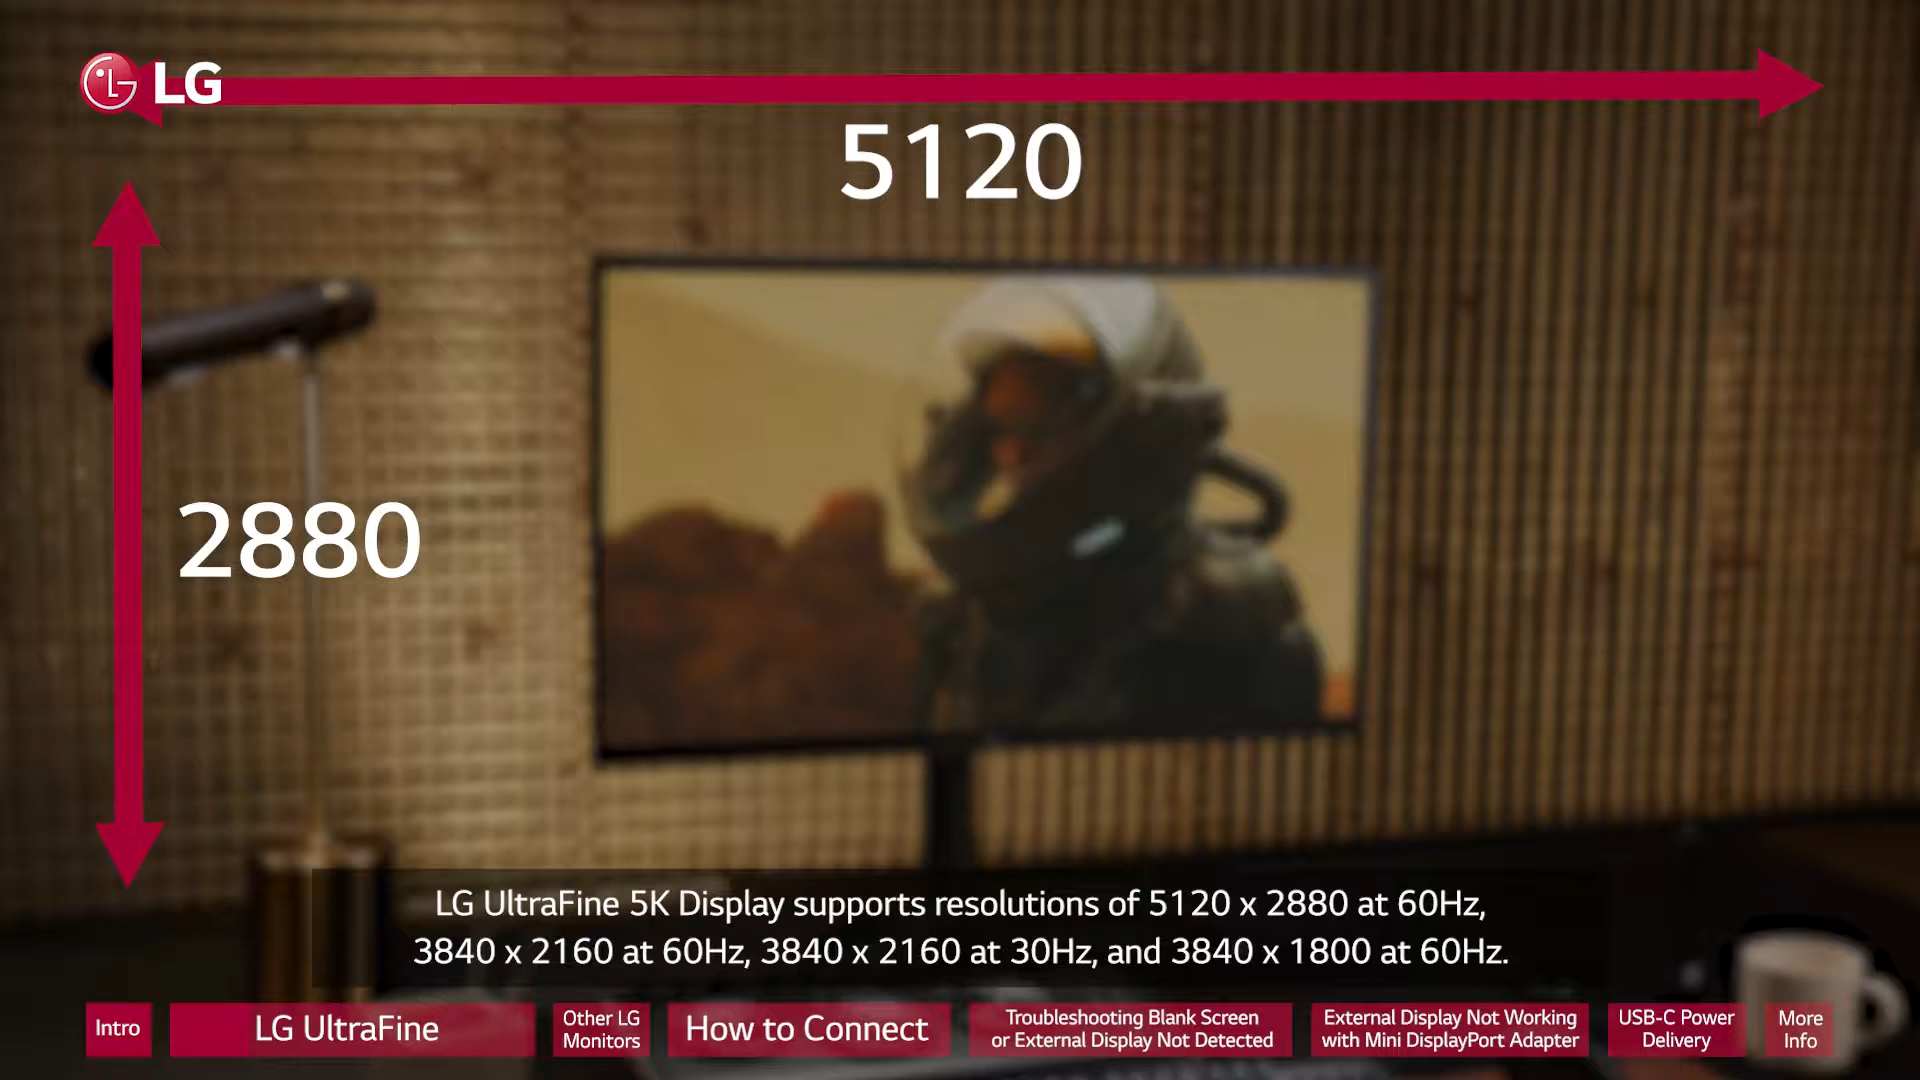 LG
5120
2880
LG UltraFine 5K Display supports resolutions of 5120 x 2880 at 60Hz,
3840 x 2160 at 60Hz, 3840 x 2160 at 30Hz, and 3840 x 1800 at 60Hz.
Intro
LG UltraFine
Other LG
Monitors
How to Connect
Troubleshooting Blank Screen
or External Display Not Detected
External Display Not Working
with Mini DisplayPort Adapter
USB-C Power
Delivery
More
Info